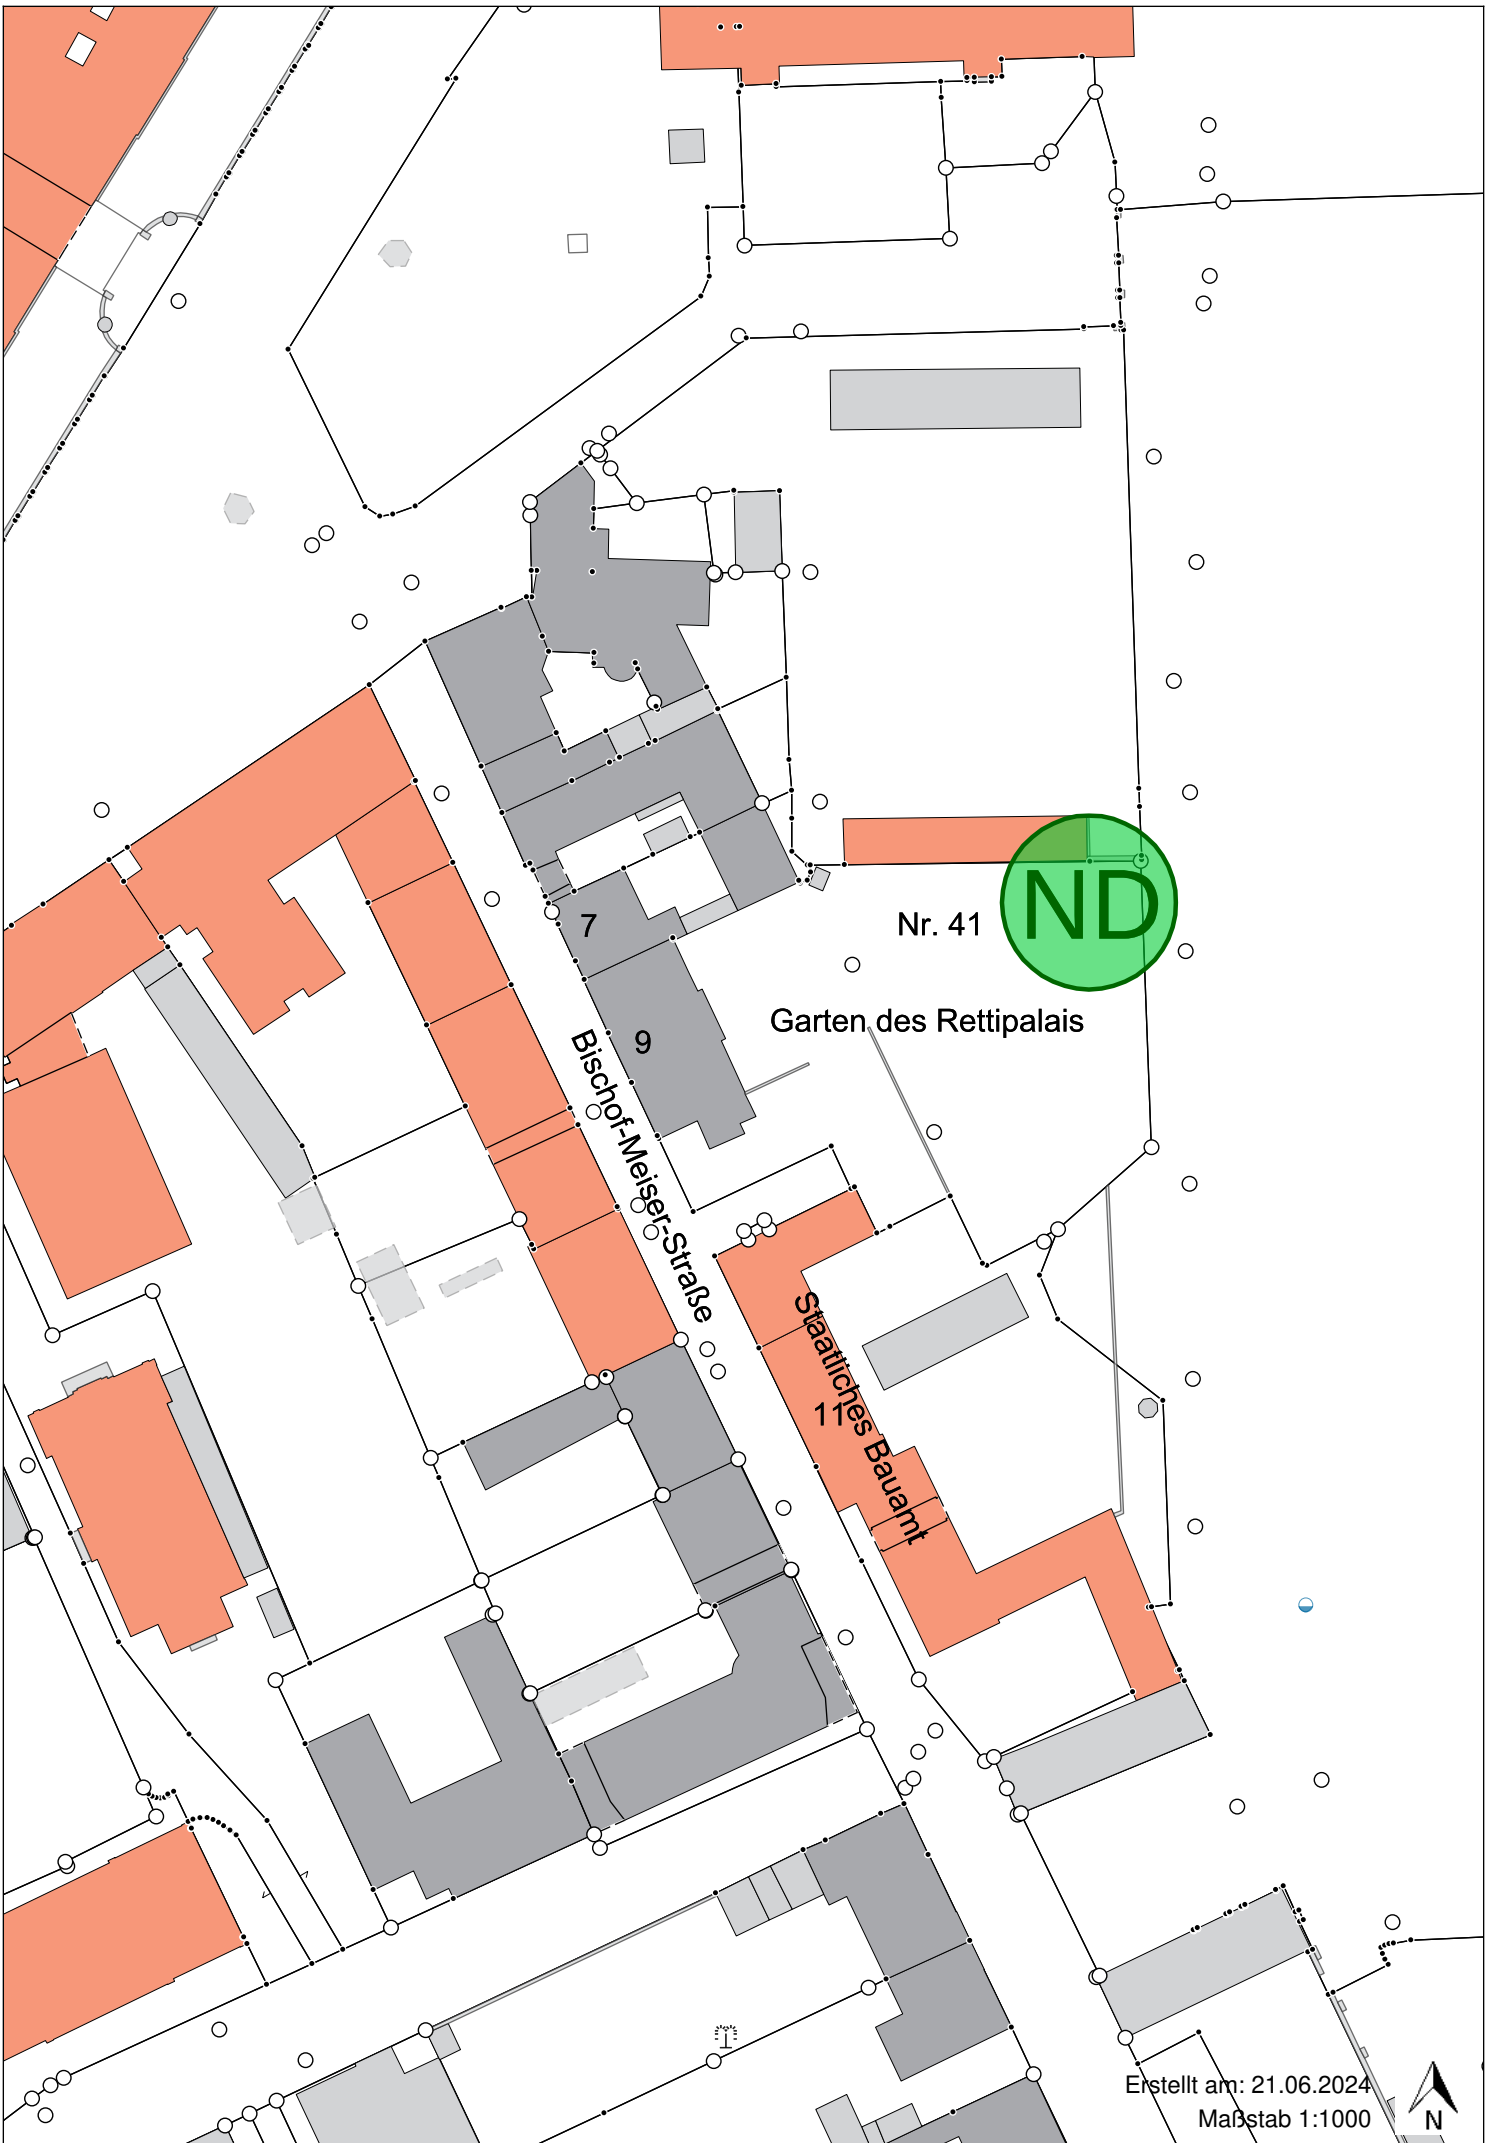 ND
7
Nr. 41
Garten des Rettipalais
9
Bischof-Meiser-Straße
Staatliches Bauamt
11
Erstellt am: 21.06.2024
Maßstab 1:1000
N